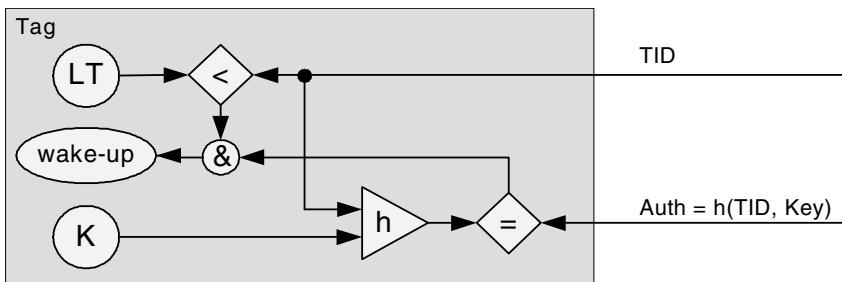 Tag
TID
LT
<
wake-up
&
Auth = h(TID, Key)
K
h
=